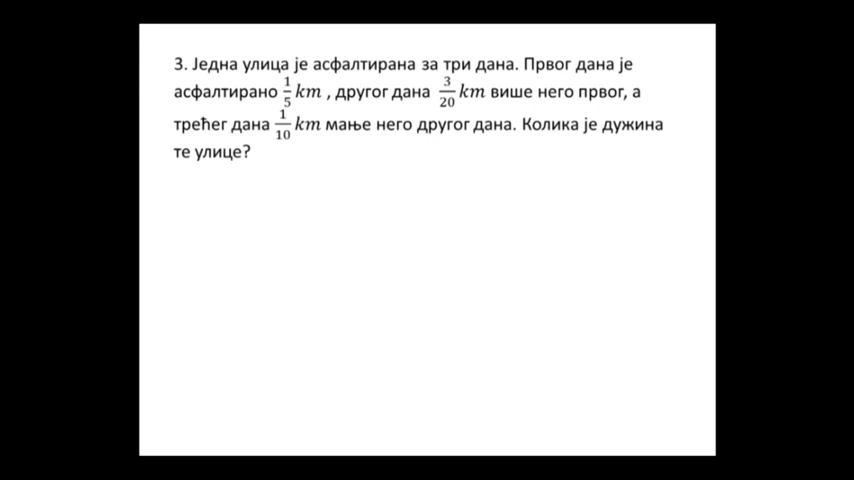 3. Једна улица је асфалтирана за три дана. Првог дана је
асфалтирано 1/5 km , другог дана 3/20 km више него првог, а
трећег дана 1/10 km мање него другог дана. Колика је дужина
те улице?